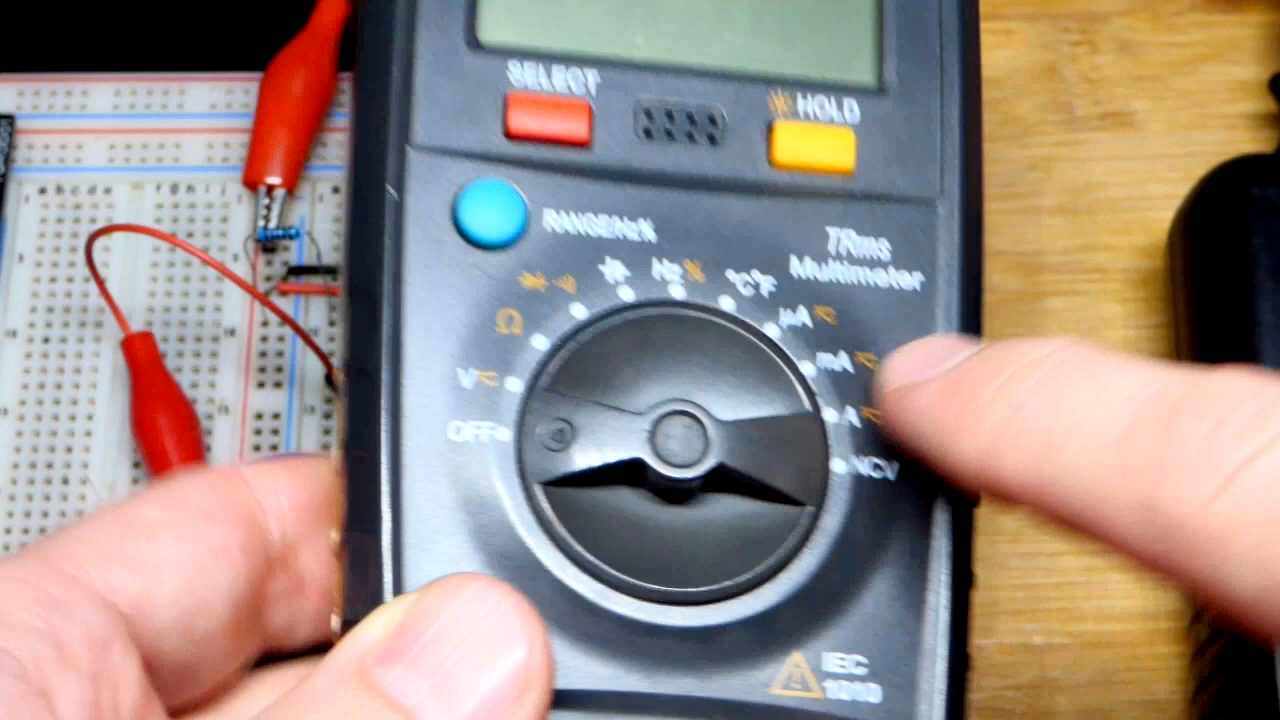 SELECT
HOLD
RANGE/Hz%
TRms
Multimeter
Hz%
°C°F
Ω
µA
mA
V
A
OFF
NCV
IEC
1010